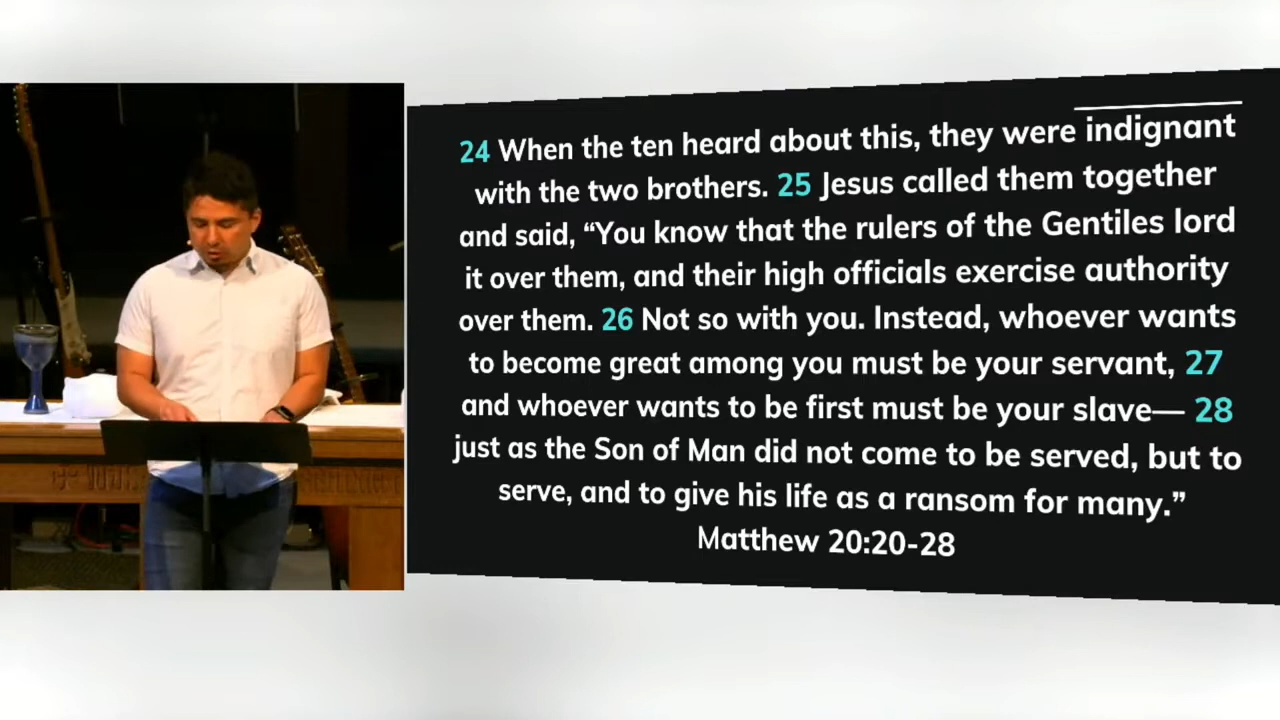 24 When the ten heard about this, they were indignant
with the two brothers. 25 Jesus called them together
and said, “You know that the rulers of the Gentiles lord
it over them, and their high officials exercise authority
over them. 26 Not so with you. Instead, whoever wants
to become great among you must be your servant, 27
and whoever wants to be first must be your slave— 28
just as the Son of Man did not come to be served, but to
serve, and to give his life as a ransom for many.”
Matthew 20:20-28